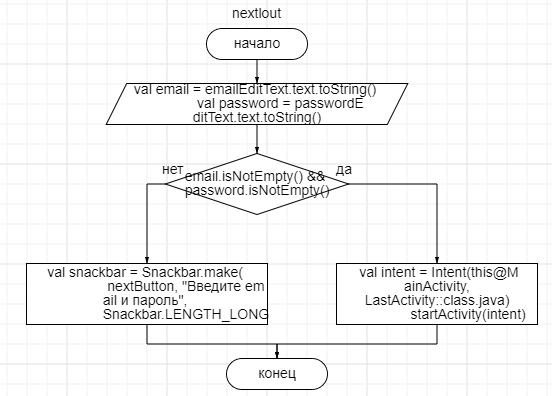 nextlout
начало
val email = emailEditText.text.toString()
val password = passwordE
ditText.text.toString()
нет
email.isNotEmpty() &&
да
password.isNotEmpty()
val snackbar = Snackbar.make(
nextButton, "Введите em
ail и пароль",
Snackbar.LENGTH_LONG
val intent = Intent(this@M
ainActivity,
LastActivity::class.java)
startActivity(intent)
конец